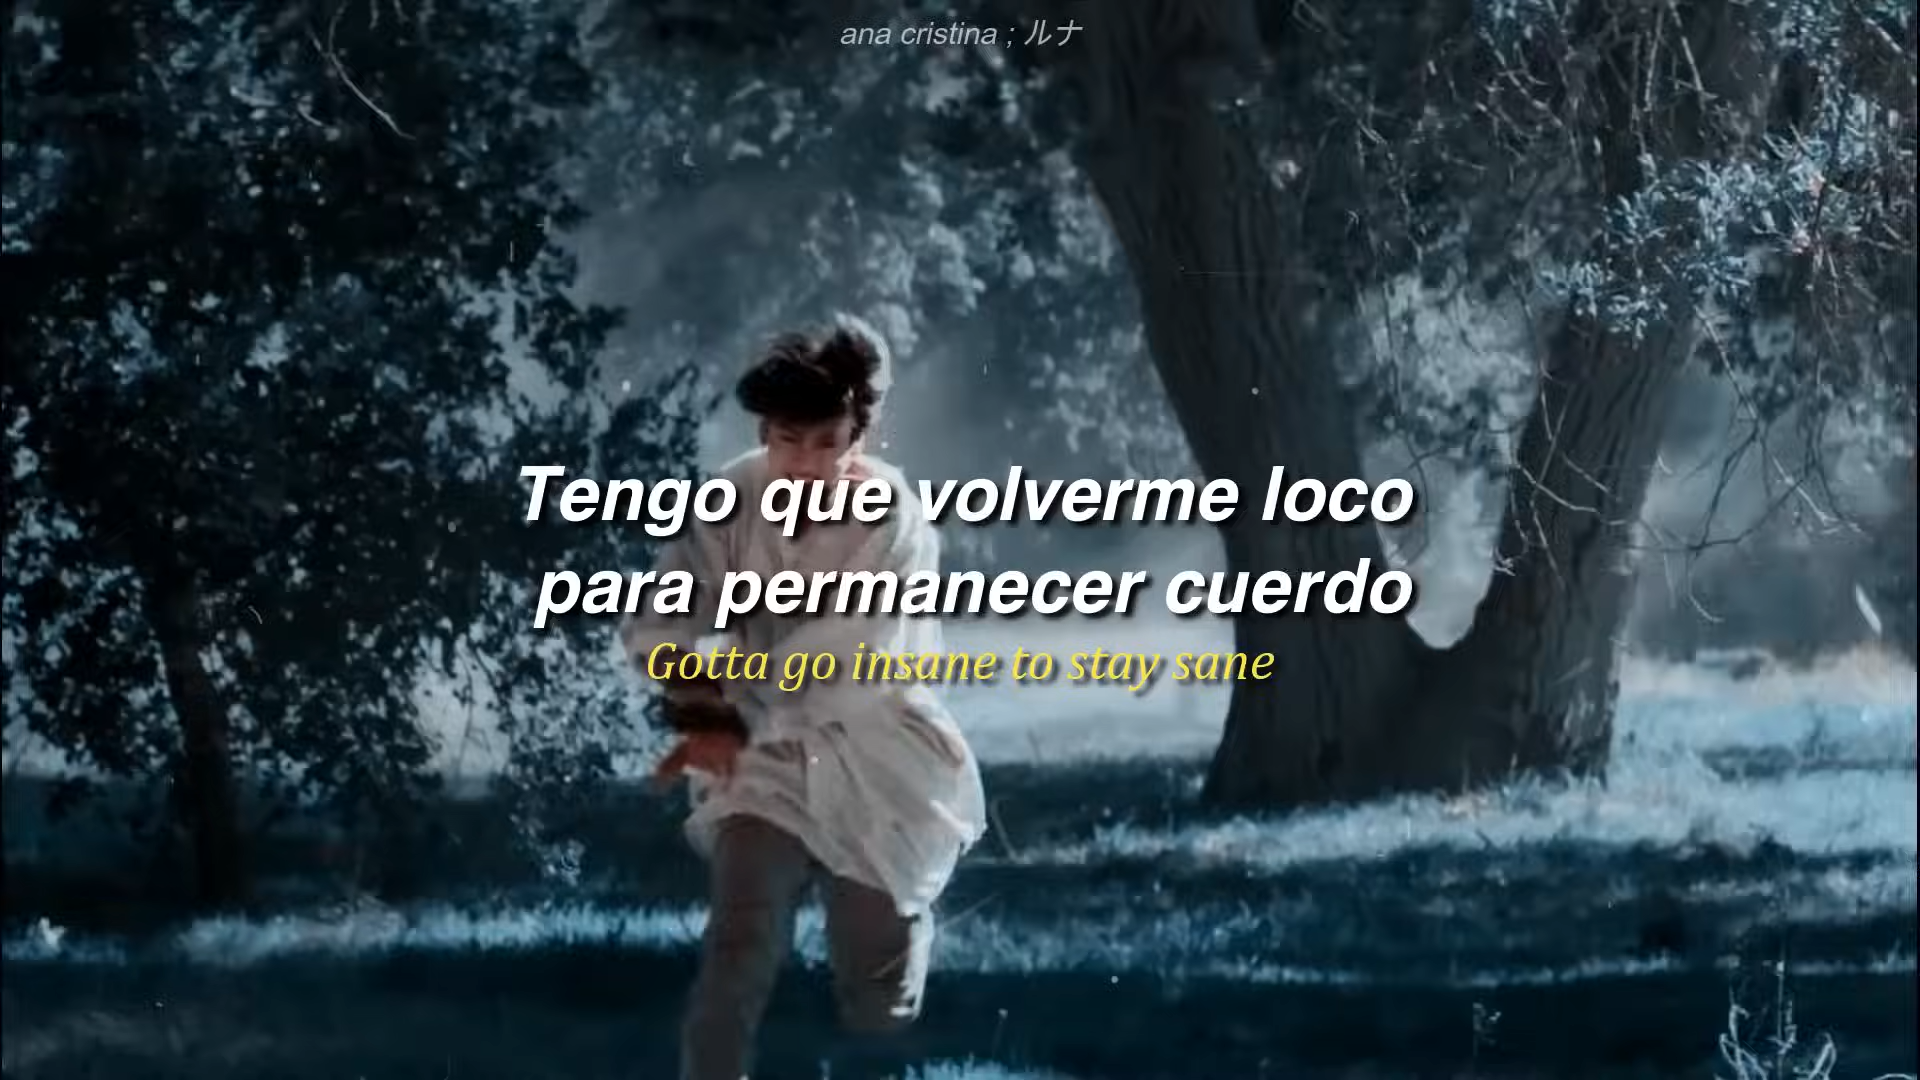 ana cristina ; ルナ
Tengo que volverme loco
para permanecer cuerdo
Gotta go insane to stay sane